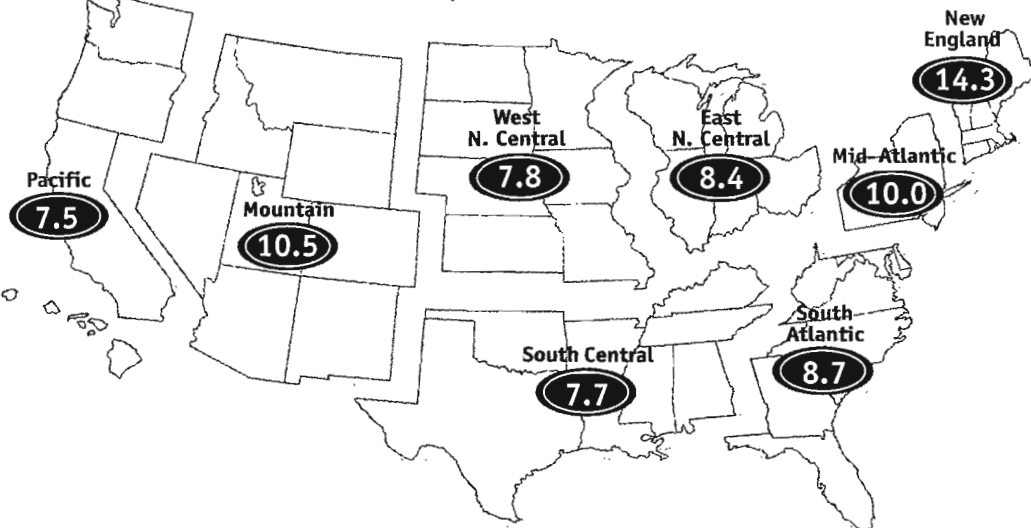 New
England
14.3
West
N. Central
7.8
East
N. Central
8.4
Mid-Atlantic
10.0
Pacific
7.5
Mountain
10.5
South
Atlantic
8.7
South Central
7.7